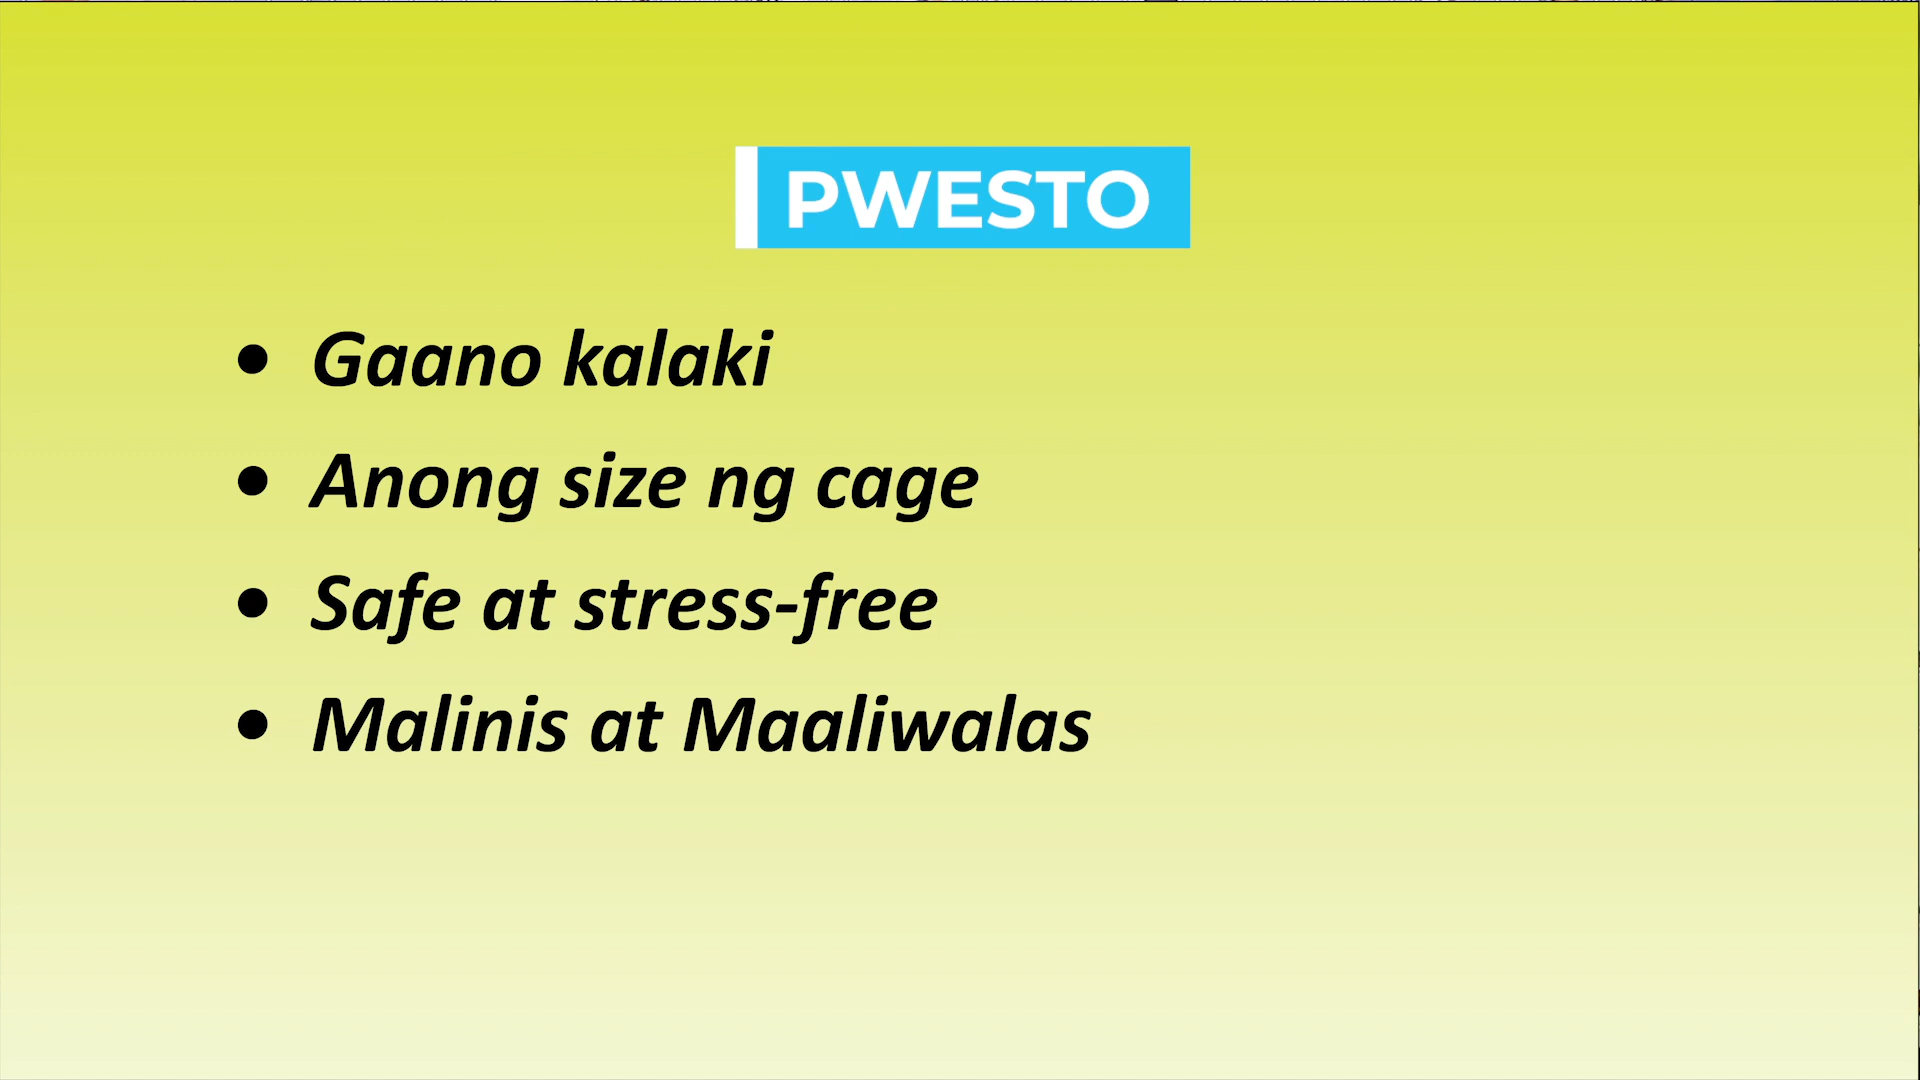 PWESTO
• Gaano kalaki
• Anong size ng cage
• Safe at stress-free
• Malinis at Maaliwalas